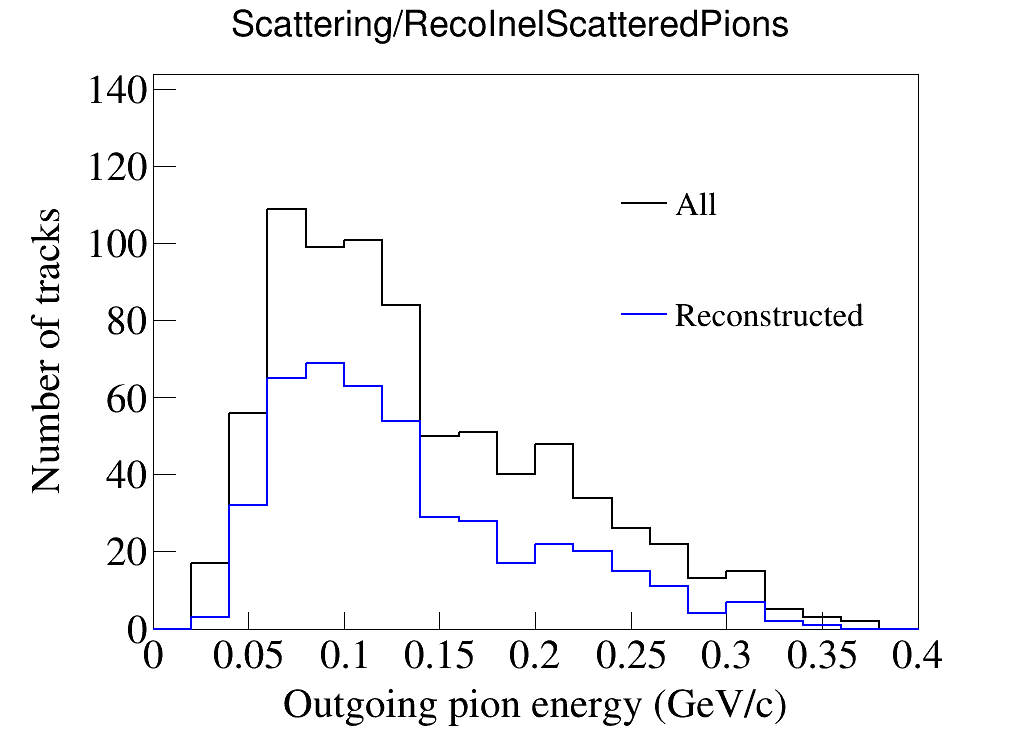 Scattering/RecoInelScatteredPions
140
120
100
80
60
40
20
0
Number of tracks
All
Reconstructed
0 0.05 0.1 0.15 0.2 0.25 0.3 0.35 0.4
Outgoing pion energy (GeV/c)